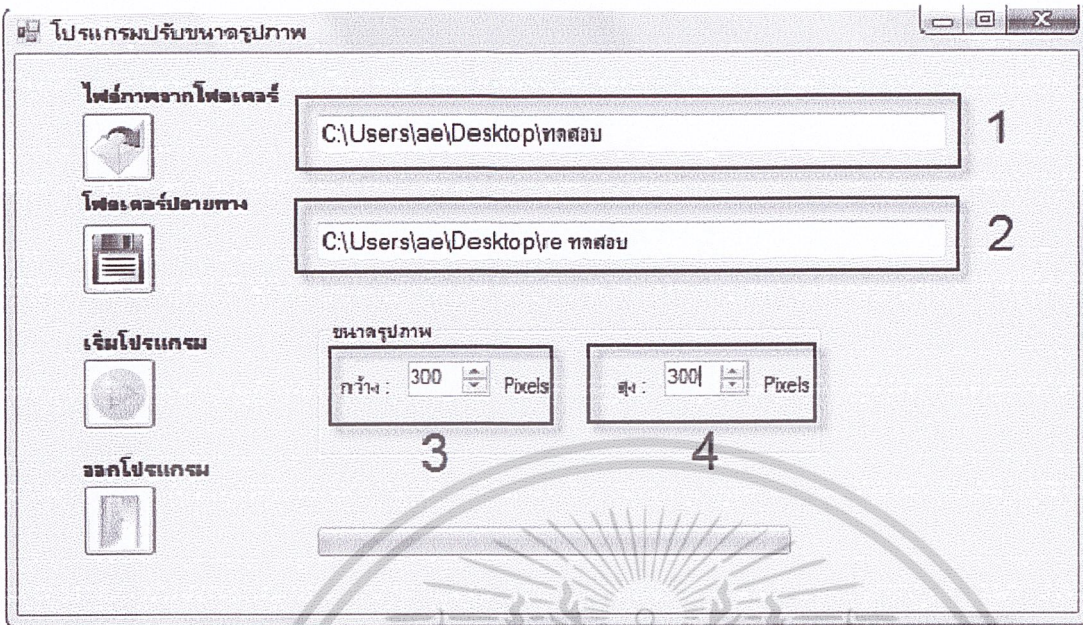 โปรแกรมปรับขนาดรูปภาพ
ไฟล์ภาพจากโฟลเดอร์
C:\Users\ae\Desktop\ทดสอบ
1
โฟลเดอร์ปลายทาง
C:\Users\ae\Desktop\re ทดสอบ
2
เริ่มโปรแกรม
ขนาดรูปภาพ
กว้าง : 300 Pixels
สูง : 300 Pixels
3
4
ออกโปรแกรม